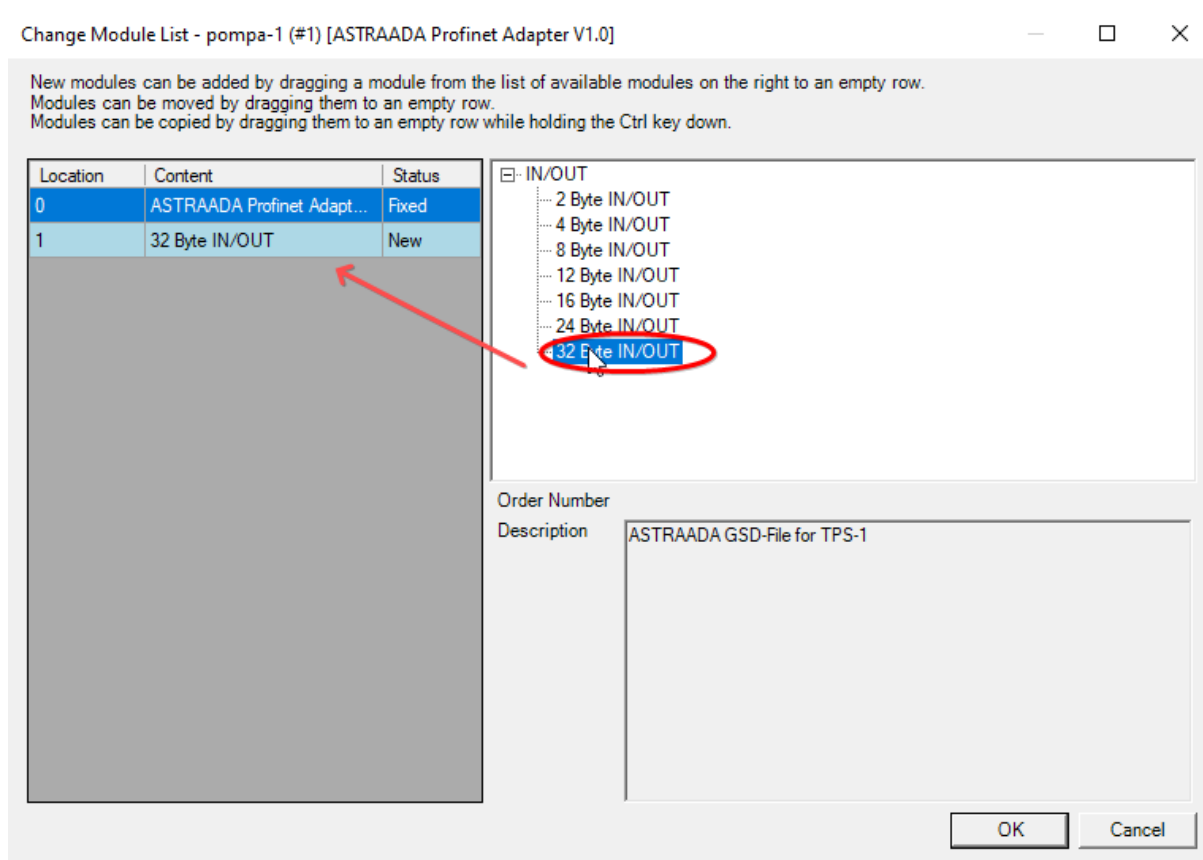 Change Module List - pompa-1 (#1) [ASTRAADA Profinet Adapter V1.0]
New modules can be added by dragging a module from the list of available modules on the right to an empty row.
Modules can be moved by dragging them to an empty row.
Modules can be copied by dragging them to an empty row while holding the Ctrl key down.
Location Content Status
0 ASTRAADA Profinet Adapt... Fixed
1 32 Byte IN/OUT New
IN/OUT
2 Byte IN/OUT
4 Byte IN/OUT
8 Byte IN/OUT
12 Byte IN/OUT
16 Byte IN/OUT
24 Byte IN/OUT
32 Byte IN/OUT
Order Number
Description
ASTRAADA GSD-File for TPS-1
OK
Cancel